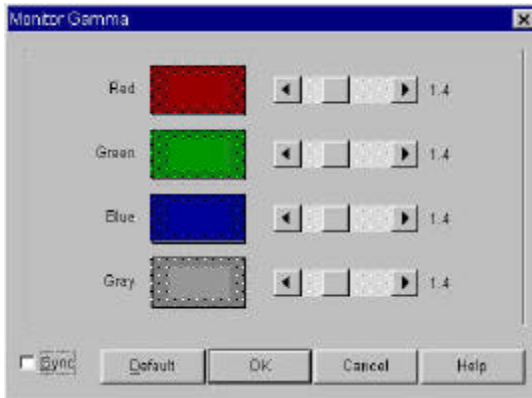 Monitor Gamma
Red 1.4
Green 1.4
Blue 1.4
Gray 1.4
Sync Default OK Cancel Help